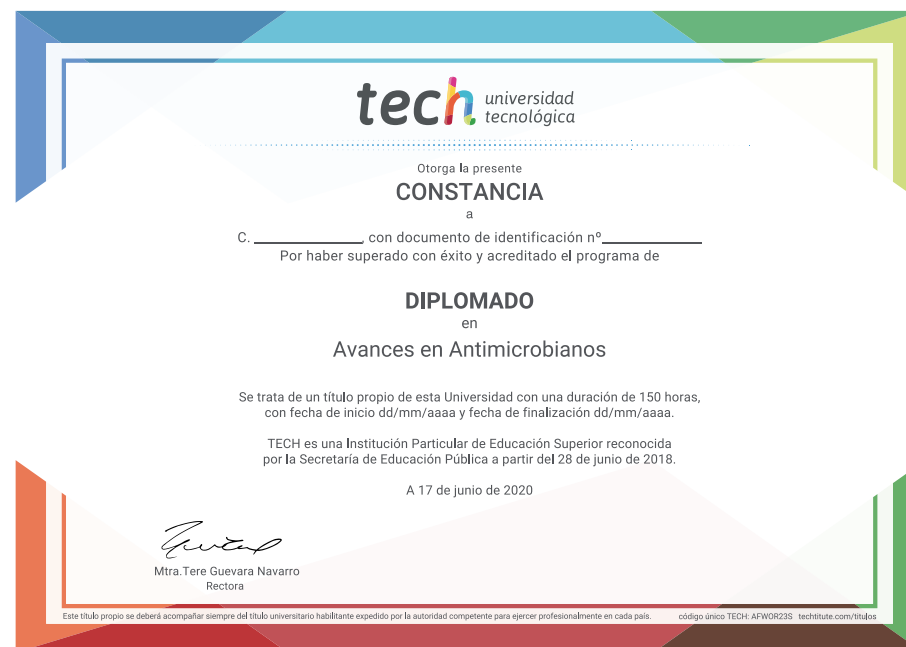 tech universidad
tecnológica
Otorga la presente
CONSTANCIA
a
C. ______________, con documento de identificación nº_____________
Por haber superado con éxito y acreditado el programa de
DIPLOMADO
en
Avances en Antimicrobianos
Se trata de un título propio de esta Universidad con una duración de 150 horas,
con fecha de inicio dd/mm/aaaa y fecha de finalización dd/mm/aaaa.
TECH es una Institución Particular de Educación Superior reconocida
por la Secretaría de Educación Pública a partir del 28 de junio de 2018.
A 17 de junio de 2020
Mtra.Tere Guevara Navarro
Rectora
Este título propio se deberá acompañar siempre del título universitario habilitante expedido por la autoridad competente para ejercer profesionalmente en cada país. código único TECH: AFWOR23S techtitute.com/titulos